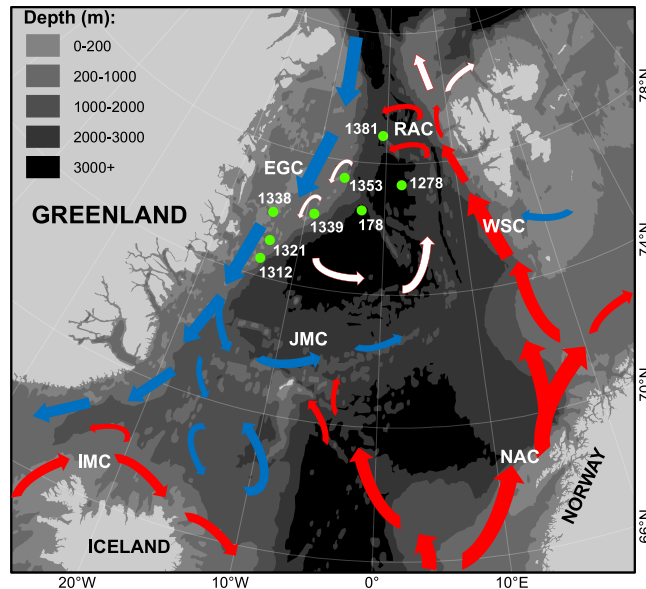 Depth (m):
0-200
200-1000
1000-2000
2000-3000
3000+
78°N
1381
RAC
EGC
1353
1278
1338
GREENLAND
1339
178
WSC
1321
74°N
1312
JMC
70°N
IMC
NAC
NORWAY
ICELAND
66°N
20°W
10°W
0°
10°E